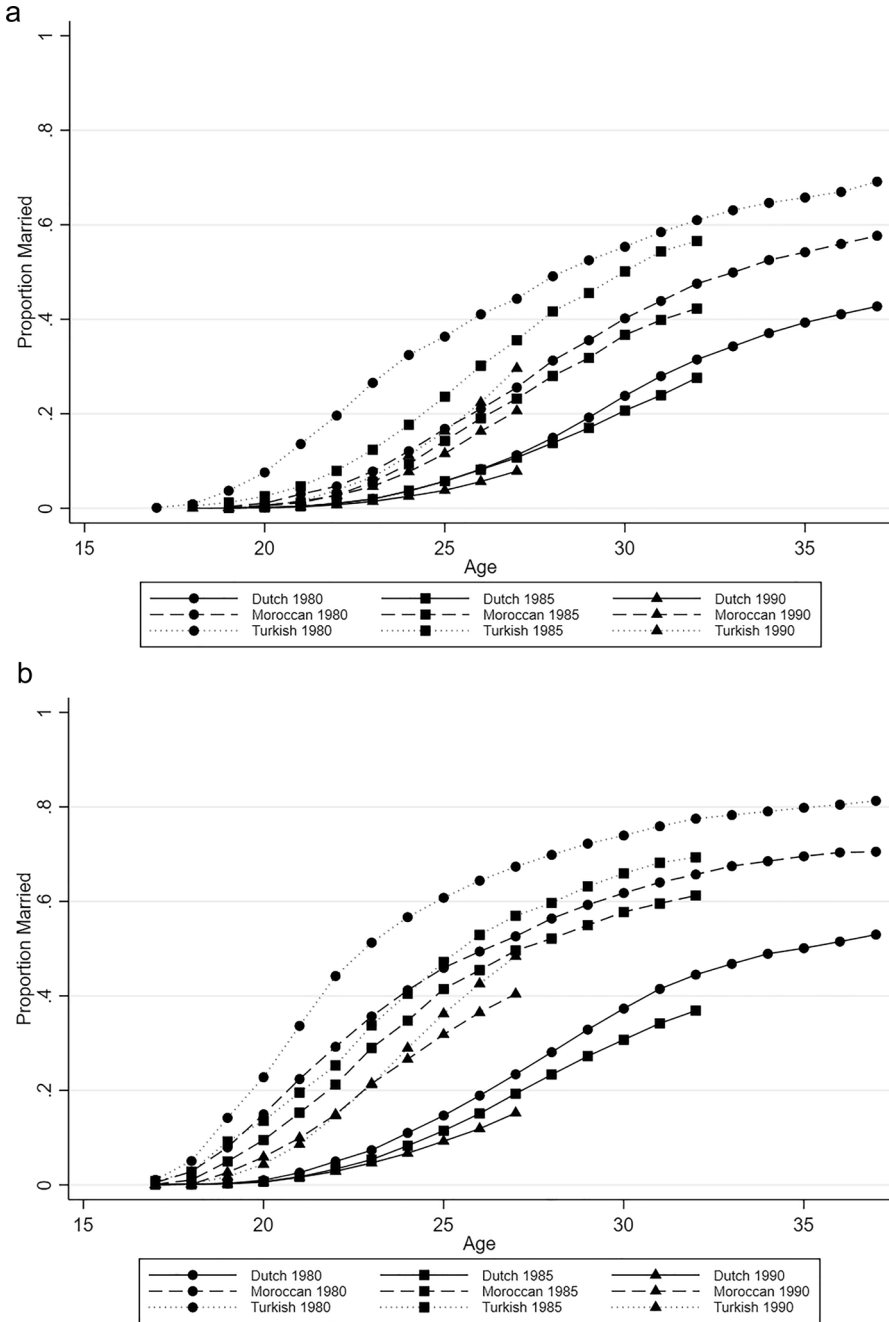 a
1
.8
.6
.4
.2
0
Proportion Married
15 20 25 30 35
Age
Dutch 1980 Dutch 1985 Dutch 1990
Moroccan 1980 Moroccan 1985 Moroccan 1990
Turkish 1980 Turkish 1985 Turkish 1990
b
1
.8
.6
.4
.2
0
Proportion Married
15 20 25 30 35
Age
Dutch 1980 Dutch 1985 Dutch 1990
Moroccan 1980 Moroccan 1985 Moroccan 1990
Turkish 1980 Turkish 1985 Turkish 1990